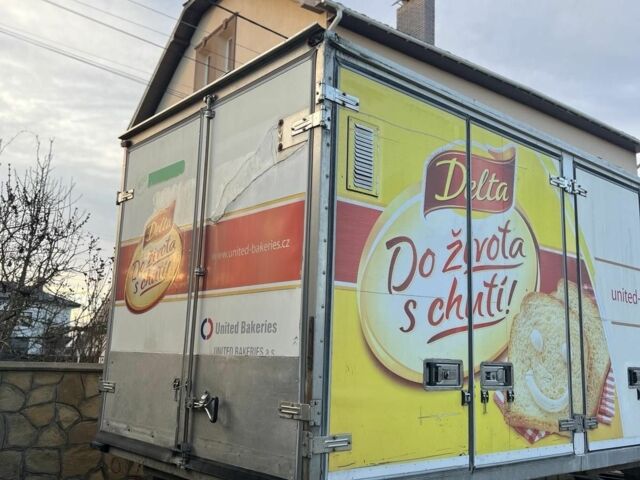 Delta
Do života
s chutí!
www.united-bakeries.cz
United Bakeries
UNITED BAKERIES a.s.
Delta
Do života
s chutí!
united-